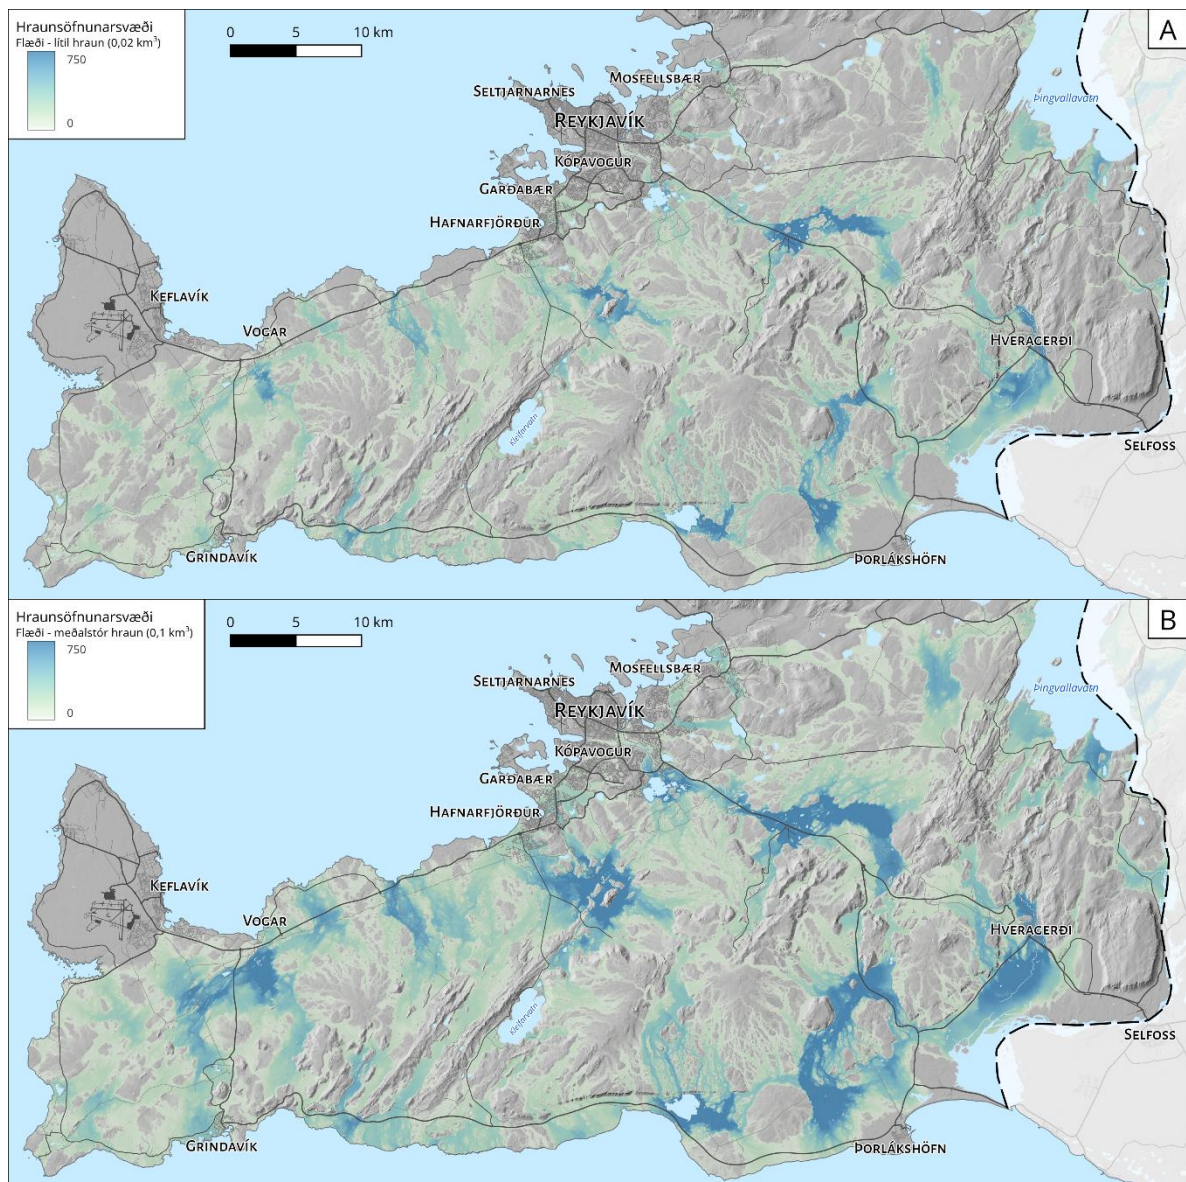 Hraunsöfnunarsvæði
Flæði - lítil hraun (0,02 km³)
750
0
0 5 10 km
A
Mosfellsbær
Seltjarnarnes
Þingvallavatn
Reykjavík
Kópavogur
Garðabær
Hafnarfjörður
Keflavík
Vogar
Hveragerði
Kleifarvatn
Selfoss
Grindavík
Þorlákshöfn
Hraunsöfnunarsvæði
Flæði - meðalstór hraun (0,1 km³)
750
0
0 5 10 km
B
Mosfellsbær
Seltjarnarnes
Þingvallavatn
Reykjavík
Kópavogur
Garðabær
Hafnarfjörður
Keflavík
Vogar
Hveragerði
Kleifarvatn
Selfoss
Grindavík
Þorlákshöfn